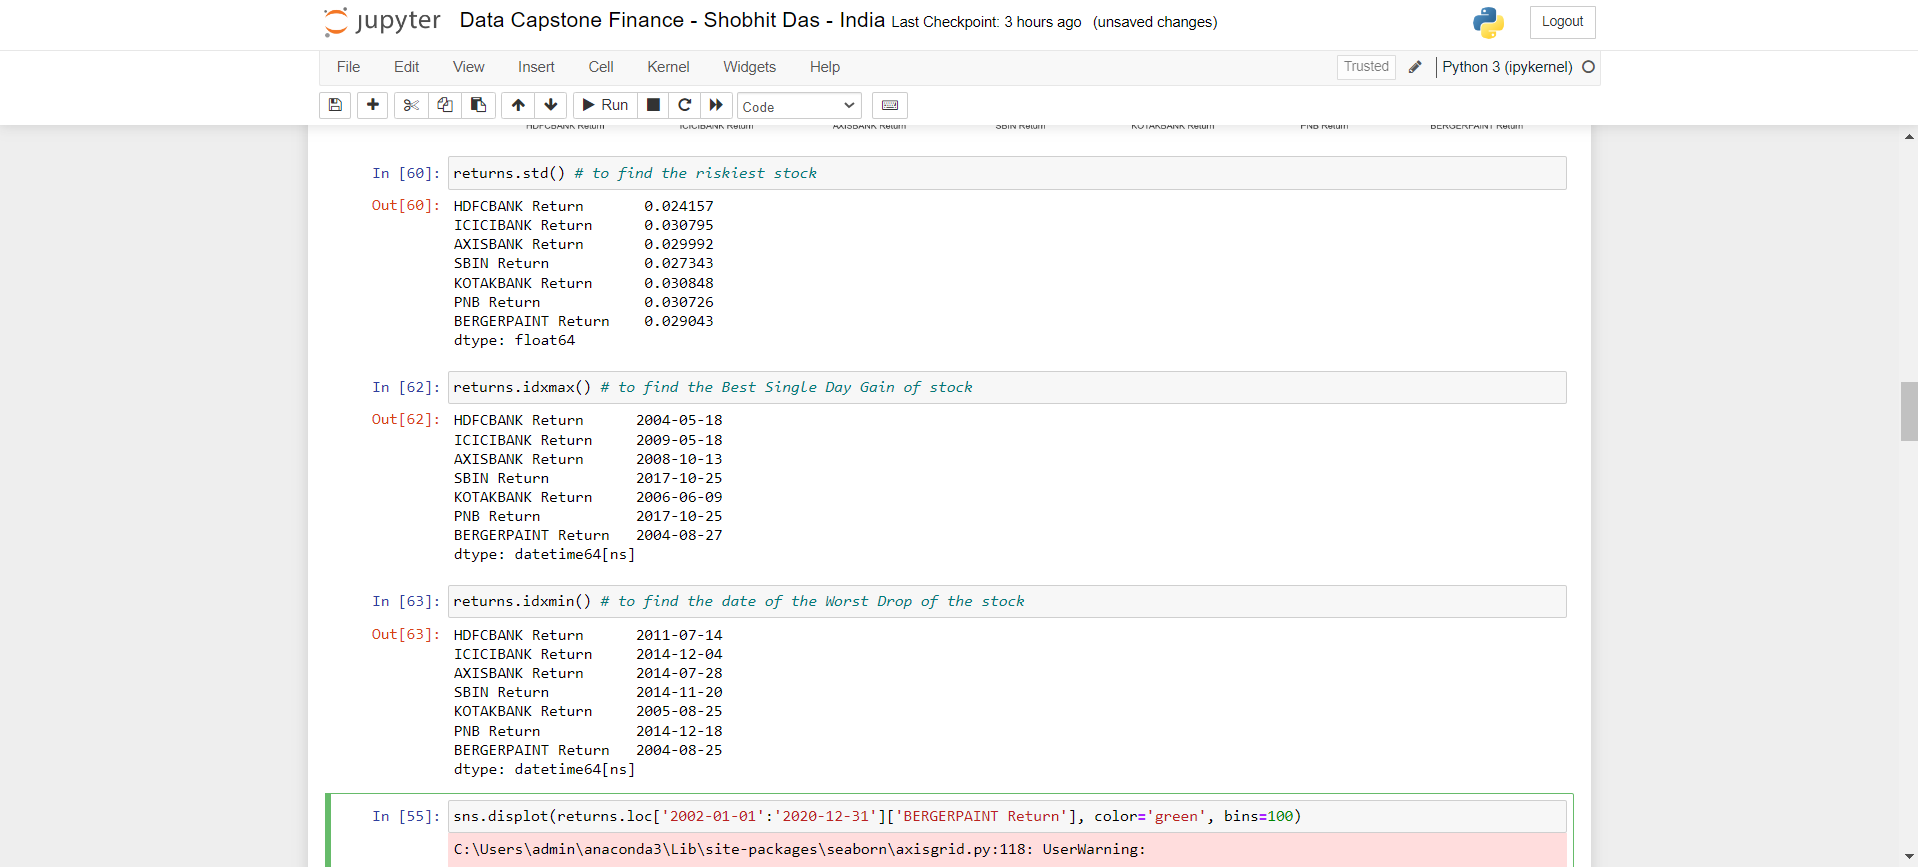 jupyter Data Capstone Finance - Shobhit Das - India Last Checkpoint: 3 hours ago (unsaved changes) Logout
File Edit View Insert Cell Kernel Widgets Help Trusted Python 3 (ipykernel)
Run Code
HDFCBANK Return ICICIBANK Return AXISBANK Return SBIN Return KOTAKBANK Return PNB Return BERGERPAINT Return
In [60]: returns.std() # to find the riskiest stock
Out[60]: HDFCBANK Return 0.024157
ICICIBANK Return 0.030795
AXISBANK Return 0.029992
SBIN Return 0.027343
KOTAKBANK Return 0.030848
PNB Return 0.030726
BERGERPAINT Return 0.029043
dtype: float64
In [62]: returns.idxmax() # to find the Best Single Day Gain of stock
Out[62]: HDFCBANK Return 2004-05-18
ICICIBANK Return 2009-05-18
AXISBANK Return 2008-10-13
SBIN Return 2017-10-25
KOTAKBANK Return 2006-06-09
PNB Return 2017-10-25
BERGERPAINT Return 2004-08-27
dtype: datetime64[ns]
In [63]: returns.idxmin() # to find the date of the Worst Drop of the stock
Out[63]: HDFCBANK Return 2011-07-14
ICICIBANK Return 2014-12-04
AXISBANK Return 2014-07-28
SBIN Return 2014-11-20
KOTAKBANK Return 2005-08-25
PNB Return 2014-12-18
BERGERPAINT Return 2004-08-25
dtype: datetime64[ns]
In [55]: sns.displot(returns.loc['2002-01-01':'2020-12-31']['BERGERPAINT Return'], color='green', bins=100)
C:\Users\admin\anaconda3\Lib\site-packages\seaborn\axisgrid.py:118: UserWarning: